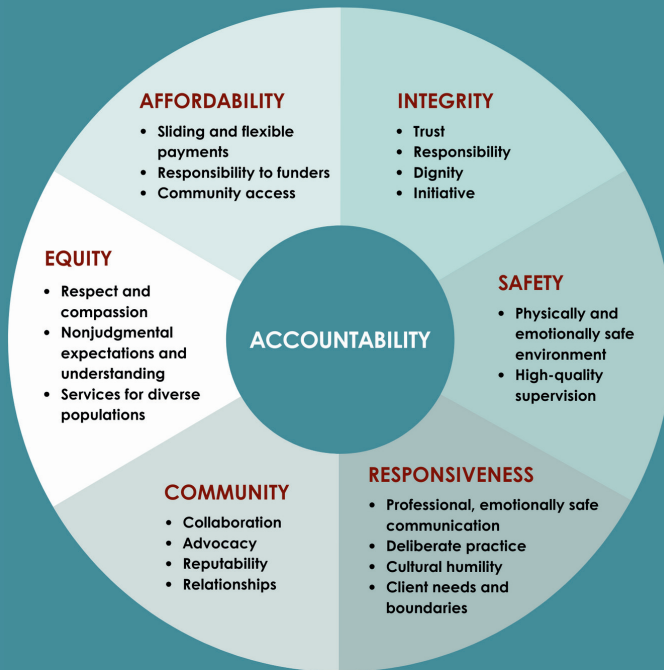 AFFORDABILITY
• Sliding and flexible
payments
• Responsibility to funders
• Community access
INTEGRITY
• Trust
• Responsibility
• Dignity
• Initiative
EQUITY
• Respect and
compassion
• Nonjudgmental
expectations and
understanding
• Services for diverse
populations
ACCOUNTABILITY
SAFETY
• Physically and
emotionally safe
environment
• High-quality
supervision
COMMUNITY
• Collaboration
• Advocacy
• Reputability
• Relationships
RESPONSIVENESS
• Professional, emotionally safe
communication
• Deliberate practice
• Cultural humility
• Client needs and
boundaries